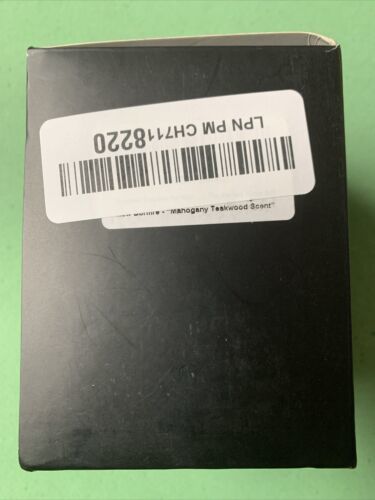 LPN PM CH7118220
- "Mahogany Teakwood Scent"